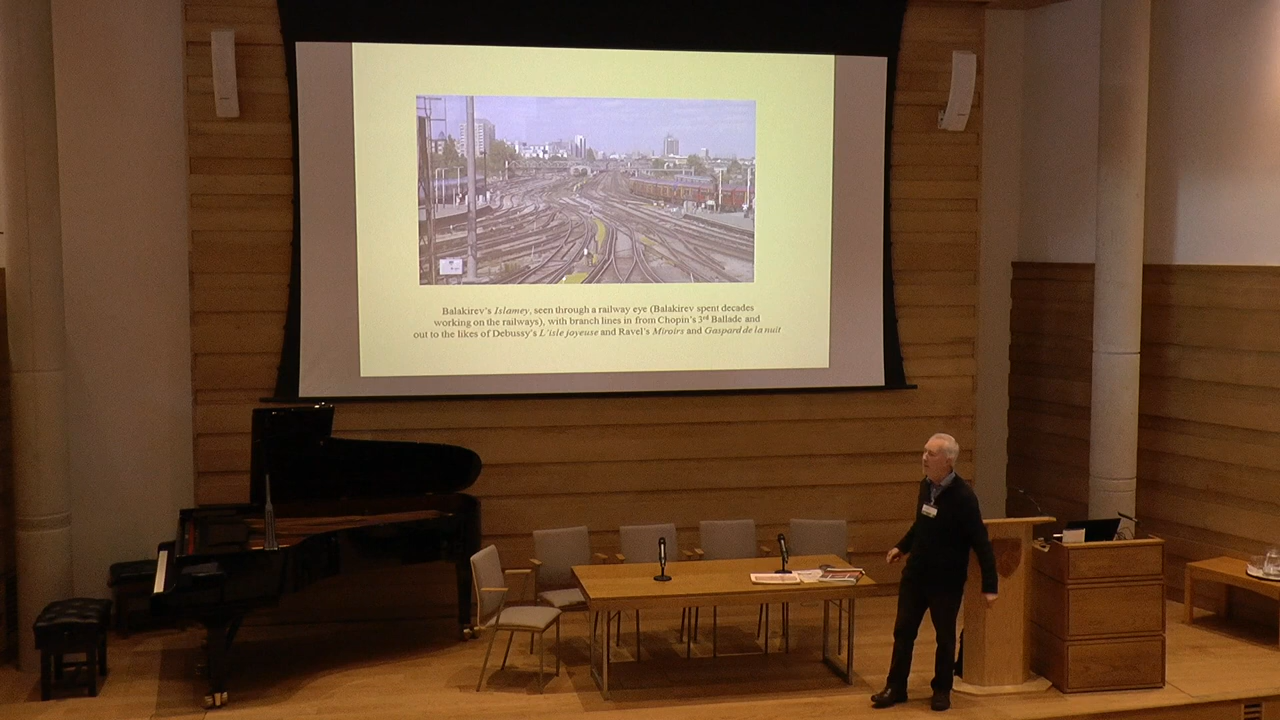 Balakirev's Islamey, seen through a railway eye (Balakirev spent decades
working on the railways), with branch lines in from Chopin's 3rd Ballade and
out to the likes of Debussy's L'isle joyeuse and Ravel's Miroirs and Gaspard de la nuit